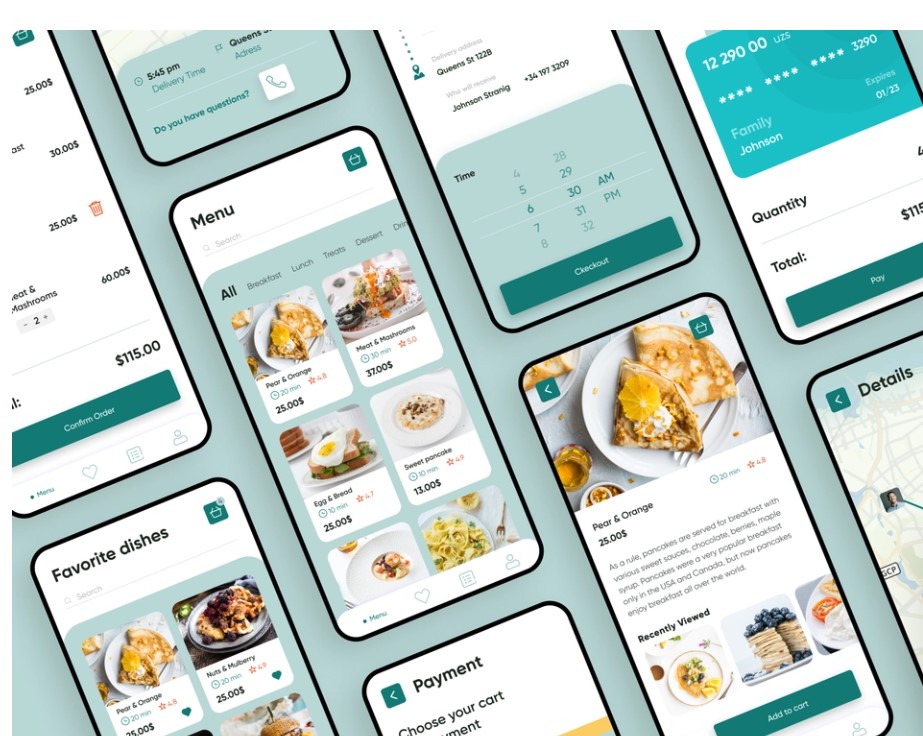 25.00$
ast
30.00$
25.00$
eat &
Mashrooms
60.00$
- 2 +
$115.00
l:
Confirm Order
Menu
5:45 pm
Delivery Time
Queens S
Adress
Do you have questions?
Favorite dishes
Search
Pear & Orange
20 min
4.8
25.00$
Nuts & Mulberry
20 min
4.8
25.00$
Menu
Search
All
Breakfast
Lunch
Treats
Dessert
Drin
Pear & Orange
20 min
4.8
25.00$
Meat & Mashrooms
30 min
5.0
37.00$
Egg & Bread
10 min
4.7
25.00$
Sweet pancake
10 min
4.9
13.00$
Menu
Delivery address
Queens St 122B
Who will receive
Johnson Stranig
+34 197 3209
Time
4 28
5 29
6 30 AM
7 31 PM
8 32
Ckeckout
Payment
Choose your cart
yment
Pear & Orange
20 min
4.8
25.00$
As a rule, pancakes are served for breakfast with
various sweet sauces, chocolate, berries, maple
syrup. Pancakes were a very popular breakfast
only in the USA and Canada, but now pancakes
enjoy breakfast all over the world.
Recently Viewed
Add to cart
12 290 00 UZS
**** **** **** 3290
Family
Johnson
Expires
01/23
Quantity
4
Total:
$115
Pay
Details
GCP